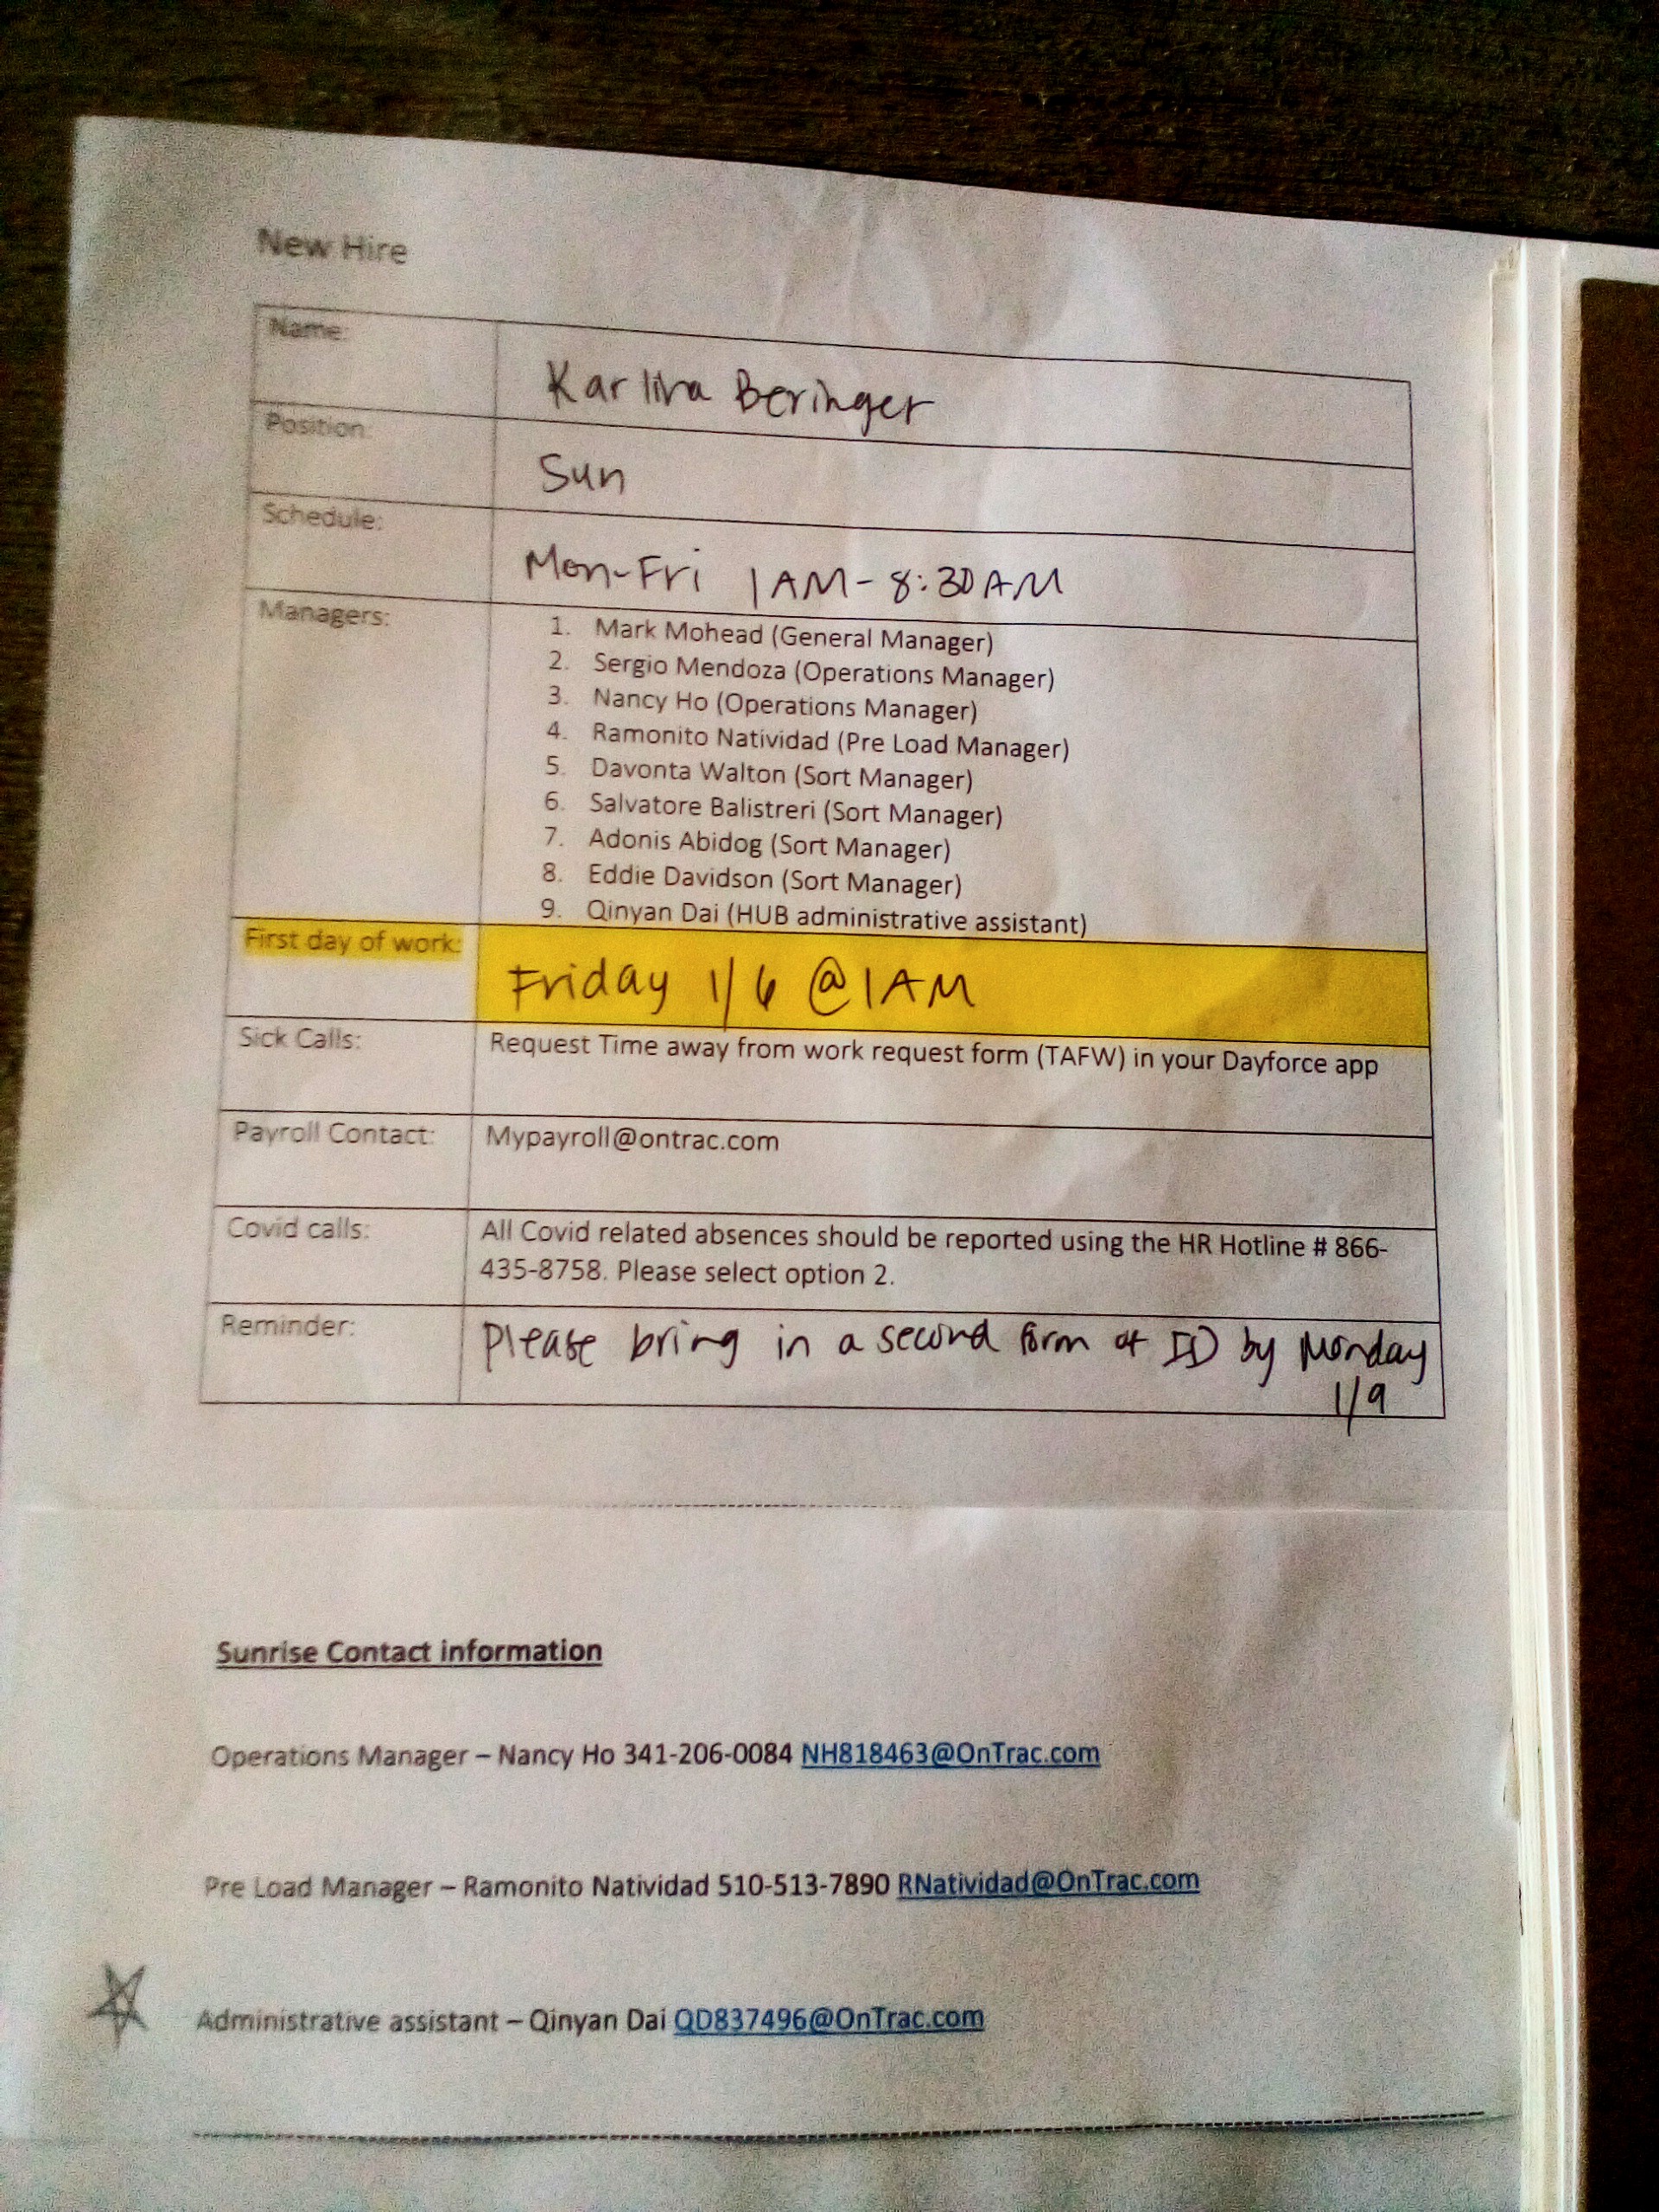 New Hire
Name:
Karlina Beringer
Position:
Sun
Schedule:
Mon-Fri 1AM-8:30AM
Managers:
1. Mark Mohead (General Manager)
2. Sergio Mendoza (Operations Manager)
3. Nancy Ho (Operations Manager)
4. Ramonito Natividad (Pre Load Manager)
5. Davonta Walton (Sort Manager)
6. Salvatore Balistreri (Sort Manager)
7. Adonis Abidog (Sort Manager)
8. Eddie Davidson (Sort Manager)
9. Qinyan Dai (HUB administrative assistant)
First day of work:
Friday 1/6 @ 1AM
Sick Calls:
Request Time away from work request form (TAFW) in your Dayforce app
Payroll Contact:
Mypayroll@ontrac.com
Covid calls:
All Covid related absences should be reported using the HR Hotline # 866-
435-8758. Please select option 2.
Reminder:
Please bring in a second form of ID by Monday
1/9
Sunrise Contact information
Operations Manager – Nancy Ho 341-206-0084 NH818463@OnTrac.com
Pre Load Manager – Ramonito Natividad 510-513-7890 RNatividad@OnTrac.com
Administrative assistant – Qinyan Dai QD837496@OnTrac.com